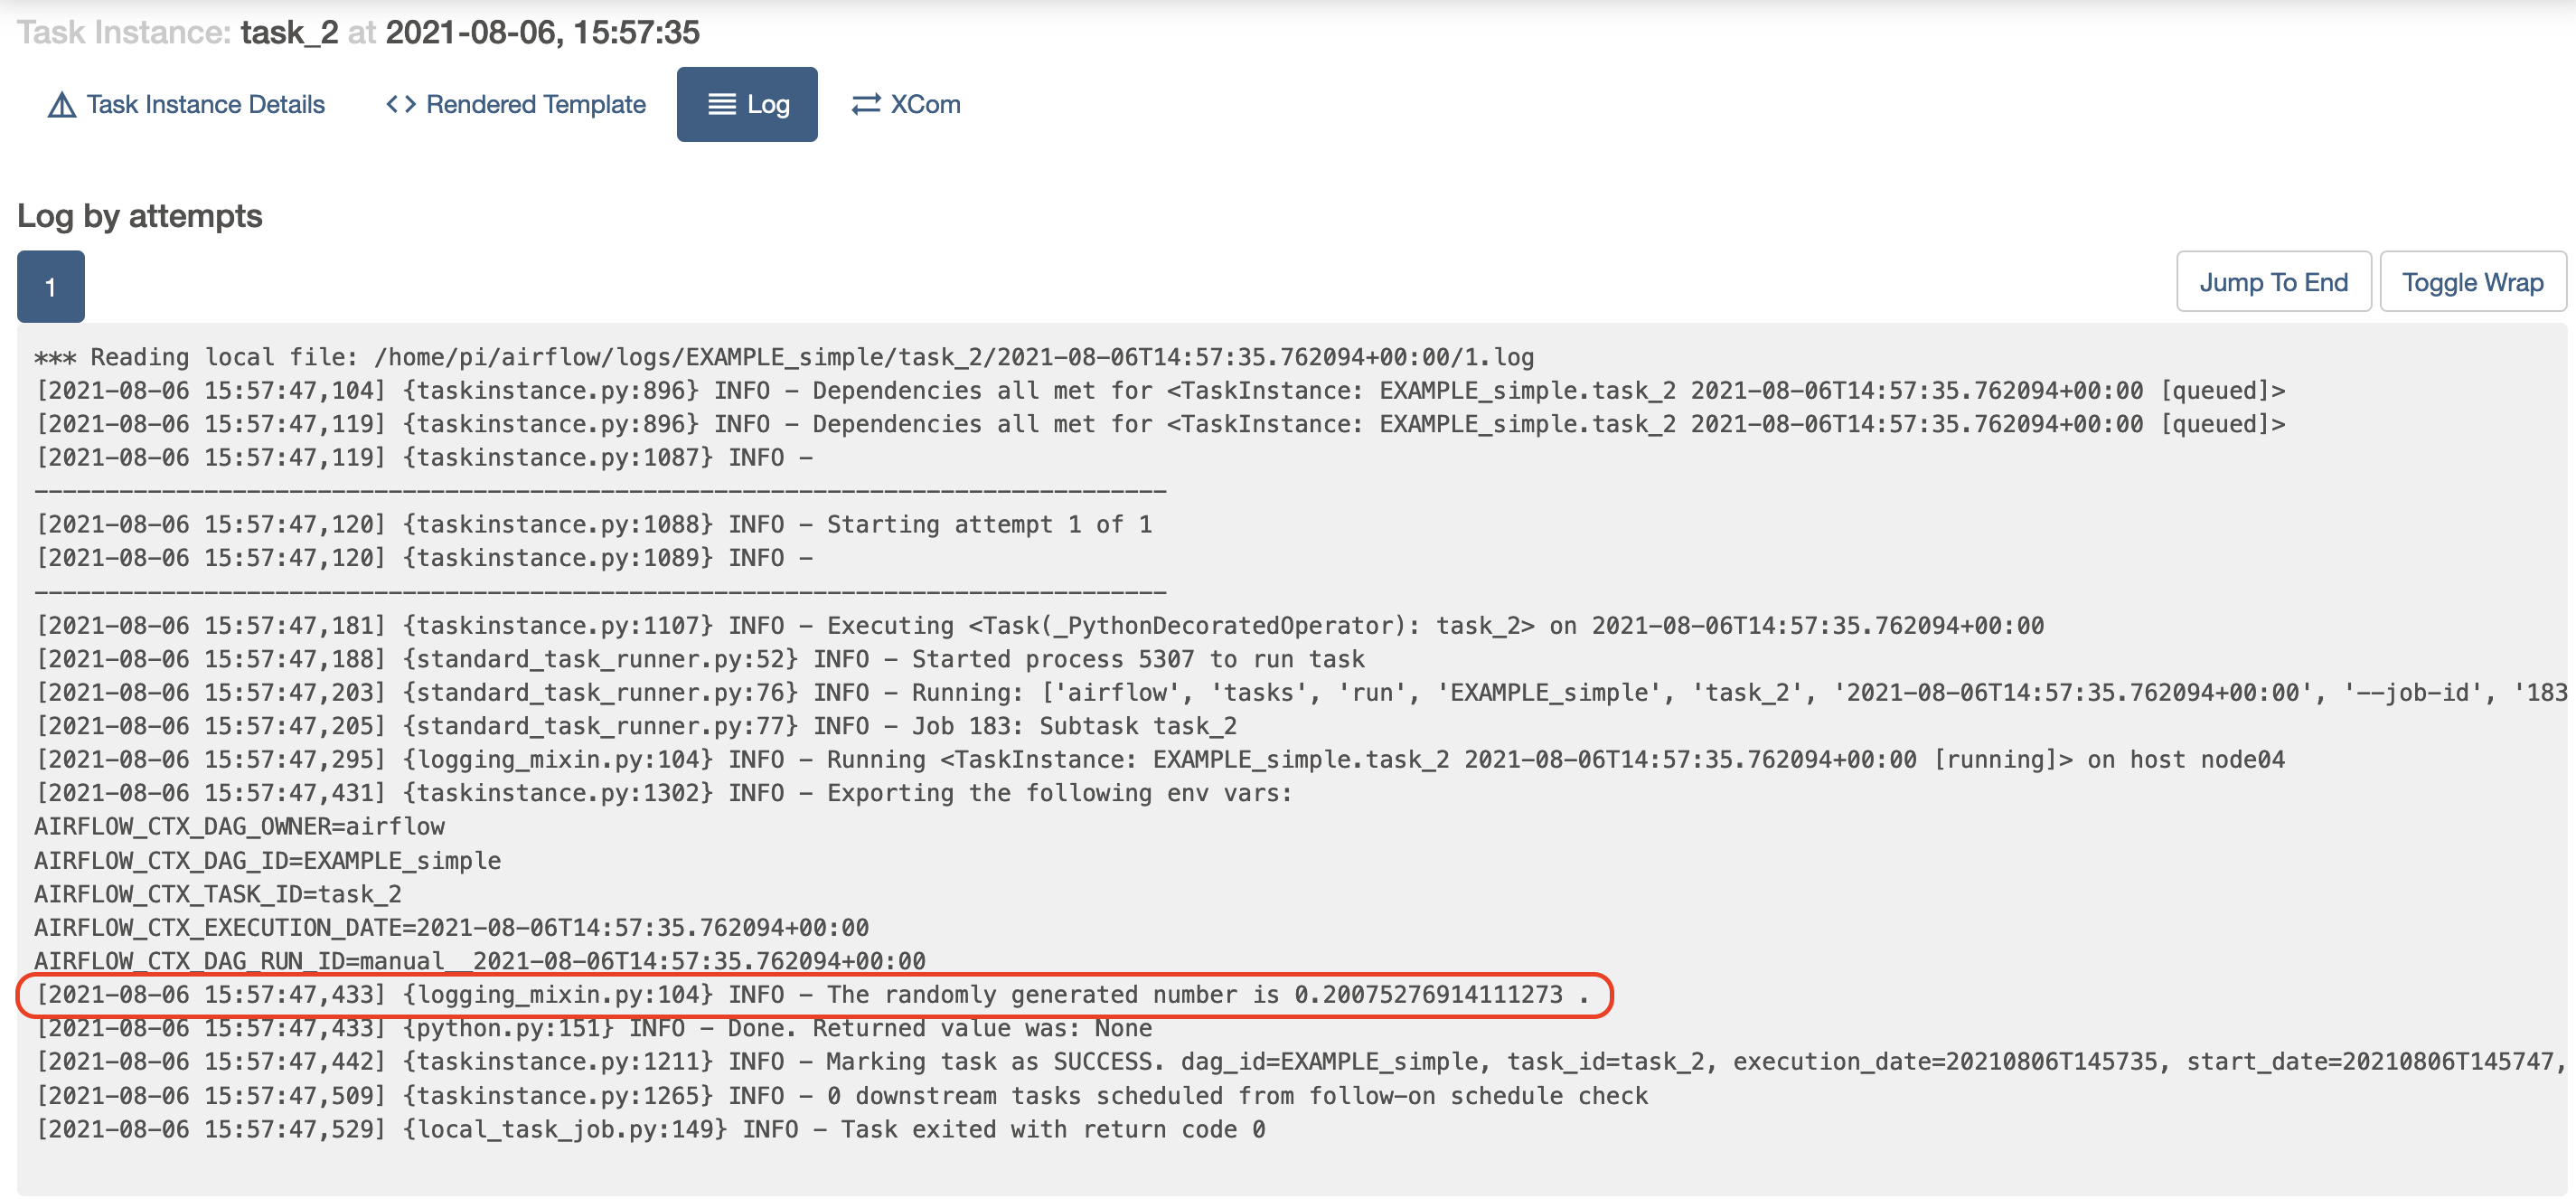 Task Instance: task_2 at 2021-08-06, 15:57:35
Task Instance Details <> Rendered Template Log XCom
Log by attempts
1
Jump To End Toggle Wrap
*** Reading local file: /home/pi/airflow/logs/EXAMPLE_simple/task_2/2021-08-06T14:57:35.762094+00:00/1.log
[2021-08-06 15:57:47,104] {taskinstance.py:896} INFO - Dependencies all met for <TaskInstance: EXAMPLE_simple.task_2 2021-08-06T14:57:35.762094+00:00 [queued]>
[2021-08-06 15:57:47,119] {taskinstance.py:896} INFO - Dependencies all met for <TaskInstance: EXAMPLE_simple.task_2 2021-08-06T14:57:35.762094+00:00 [queued]>
[2021-08-06 15:57:47,119] {taskinstance.py:1087} INFO -
--------------------------------------------------------------------------------
[2021-08-06 15:57:47,120] {taskinstance.py:1088} INFO - Starting attempt 1 of 1
[2021-08-06 15:57:47,120] {taskinstance.py:1089} INFO -
--------------------------------------------------------------------------------
[2021-08-06 15:57:47,181] {taskinstance.py:1107} INFO - Executing <Task(_PythonDecoratedOperator): task_2> on 2021-08-06T14:57:35.762094+00:00
[2021-08-06 15:57:47,188] {standard_task_runner.py:52} INFO - Started process 5307 to run task
[2021-08-06 15:57:47,203] {standard_task_runner.py:76} INFO - Running: ['airflow', 'tasks', 'run', 'EXAMPLE_simple', 'task_2', '2021-08-06T14:57:35.762094+00:00', '--job-id', '183
[2021-08-06 15:57:47,205] {standard_task_runner.py:77} INFO - Job 183: Subtask task_2
[2021-08-06 15:57:47,295] {logging_mixin.py:104} INFO - Running <TaskInstance: EXAMPLE_simple.task_2 2021-08-06T14:57:35.762094+00:00 [running]> on host node04
[2021-08-06 15:57:47,431] {taskinstance.py:1302} INFO - Exporting the following env vars:
AIRFLOW_CTX_DAG_OWNER=airflow
AIRFLOW_CTX_DAG_ID=EXAMPLE_simple
AIRFLOW_CTX_TASK_ID=task_2
AIRFLOW_CTX_EXECUTION_DATE=2021-08-06T14:57:35.762094+00:00
AIRFLOW_CTX_DAG_RUN_ID=manual__2021-08-06T14:57:35.762094+00:00
[2021-08-06 15:57:47,433] {logging_mixin.py:104} INFO - The randomly generated number is 0.20075276914111273 .
[2021-08-06 15:57:47,433] {python.py:151} INFO - Done. Returned value was: None
[2021-08-06 15:57:47,442] {taskinstance.py:1211} INFO - Marking task as SUCCESS. dag_id=EXAMPLE_simple, task_id=task_2, execution_date=20210806T145735, start_date=20210806T145747,
[2021-08-06 15:57:47,509] {taskinstance.py:1265} INFO - 0 downstream tasks scheduled from follow-on schedule check
[2021-08-06 15:57:47,529] {local_task_job.py:149} INFO - Task exited with return code 0